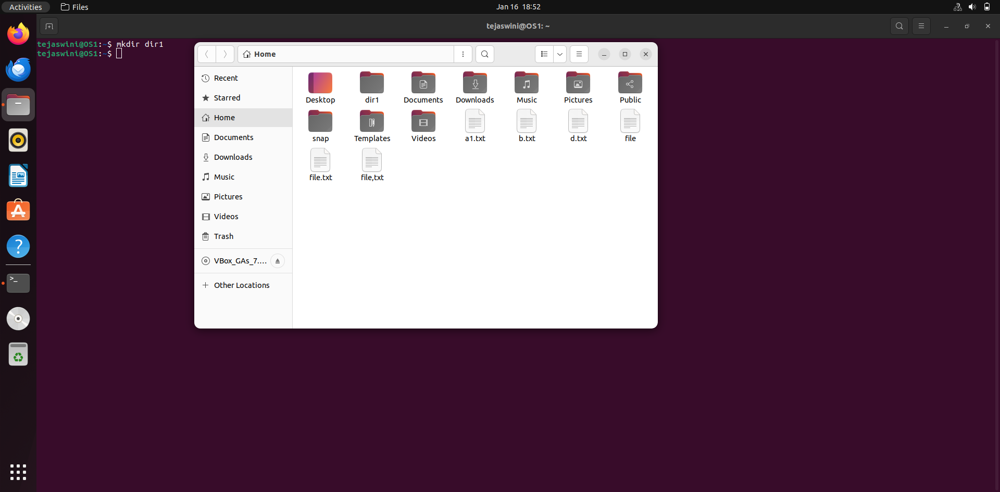 Activities Files Jan 16 18:52
tejaswini@OS1: ~
tejaswini@OS1:~$ mkdir dir1
tejaswini@OS1:~$
Home
Recent
Starred
Home
Documents
Downloads
Music
Pictures
Videos
Trash
VBox_GAs_7....
Other Locations
Desktop dir1 Documents Downloads Music Pictures Public
snap Templates Videos a1.txt b.txt d.txt file
file.txt file,txt